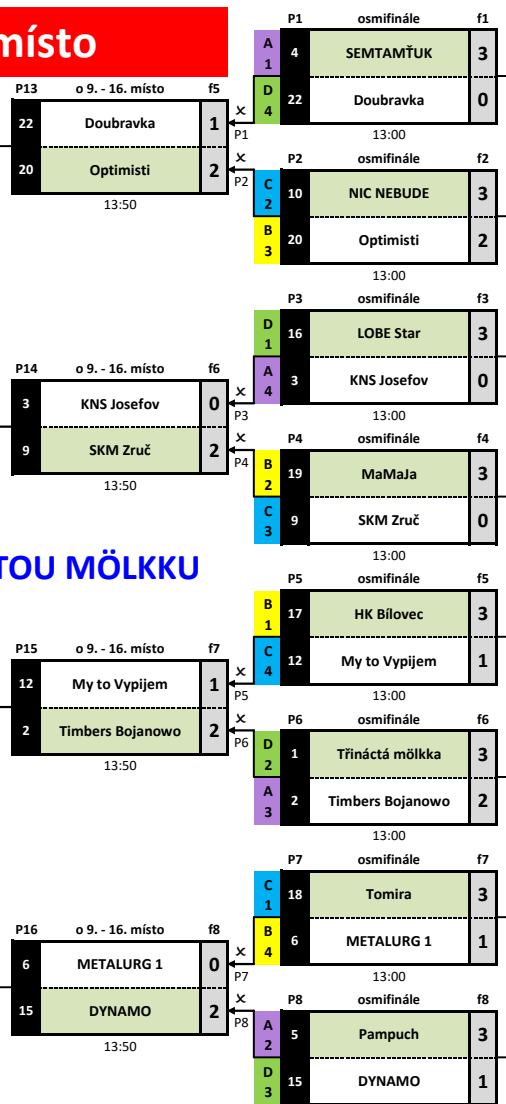 místo
P13 o 9. - 16. místo f5
22 Doubravka 1
20 Optimisti 2
13:50
x
P1
x
P2
P14 o 9. - 16. místo f6
3 KNS Josefov 0
9 SKM Zruč 2
13:50
x
P3
x
P4
TOU MÖLKKU
P15 o 9. - 16. místo f7
12 My to Vypijem 1
2 Timbers Bojanowo 2
13:50
x
P5
x
P6
P16 o 9. - 16. místo f8
6 METALURG 1 0
15 DYNAMO 2
13:50
x
P7
x
P8
P1 osmifinále f1
A 1 4 SEMTAMŤUK 3
D 4 22 Doubravka 0
13:00
P2 osmifinále f2
C 2 10 NIC NEBUDE 3
B 3 20 Optimisti 2
13:00
P3 osmifinále f3
D 1 16 LOBE Star 3
A 4 3 KNS Josefov 0
13:00
P4 osmifinále f4
B 2 19 MaMaJa 3
C 3 9 SKM Zruč 0
13:00
P5 osmifinále f5
B 1 17 HK Bílovec 3
C 4 12 My to Vypijem 1
13:00
P6 osmifinále f6
D 2 1 Třináctá mölkka 3
A 3 2 Timbers Bojanowo 2
13:00
P7 osmifinále f7
C 1 18 Tomira 3
B 4 6 METALURG 1 1
13:00
P8 osmifinále f8
A 2 5 Pampuch 3
D 3 15 DYNAMO 1